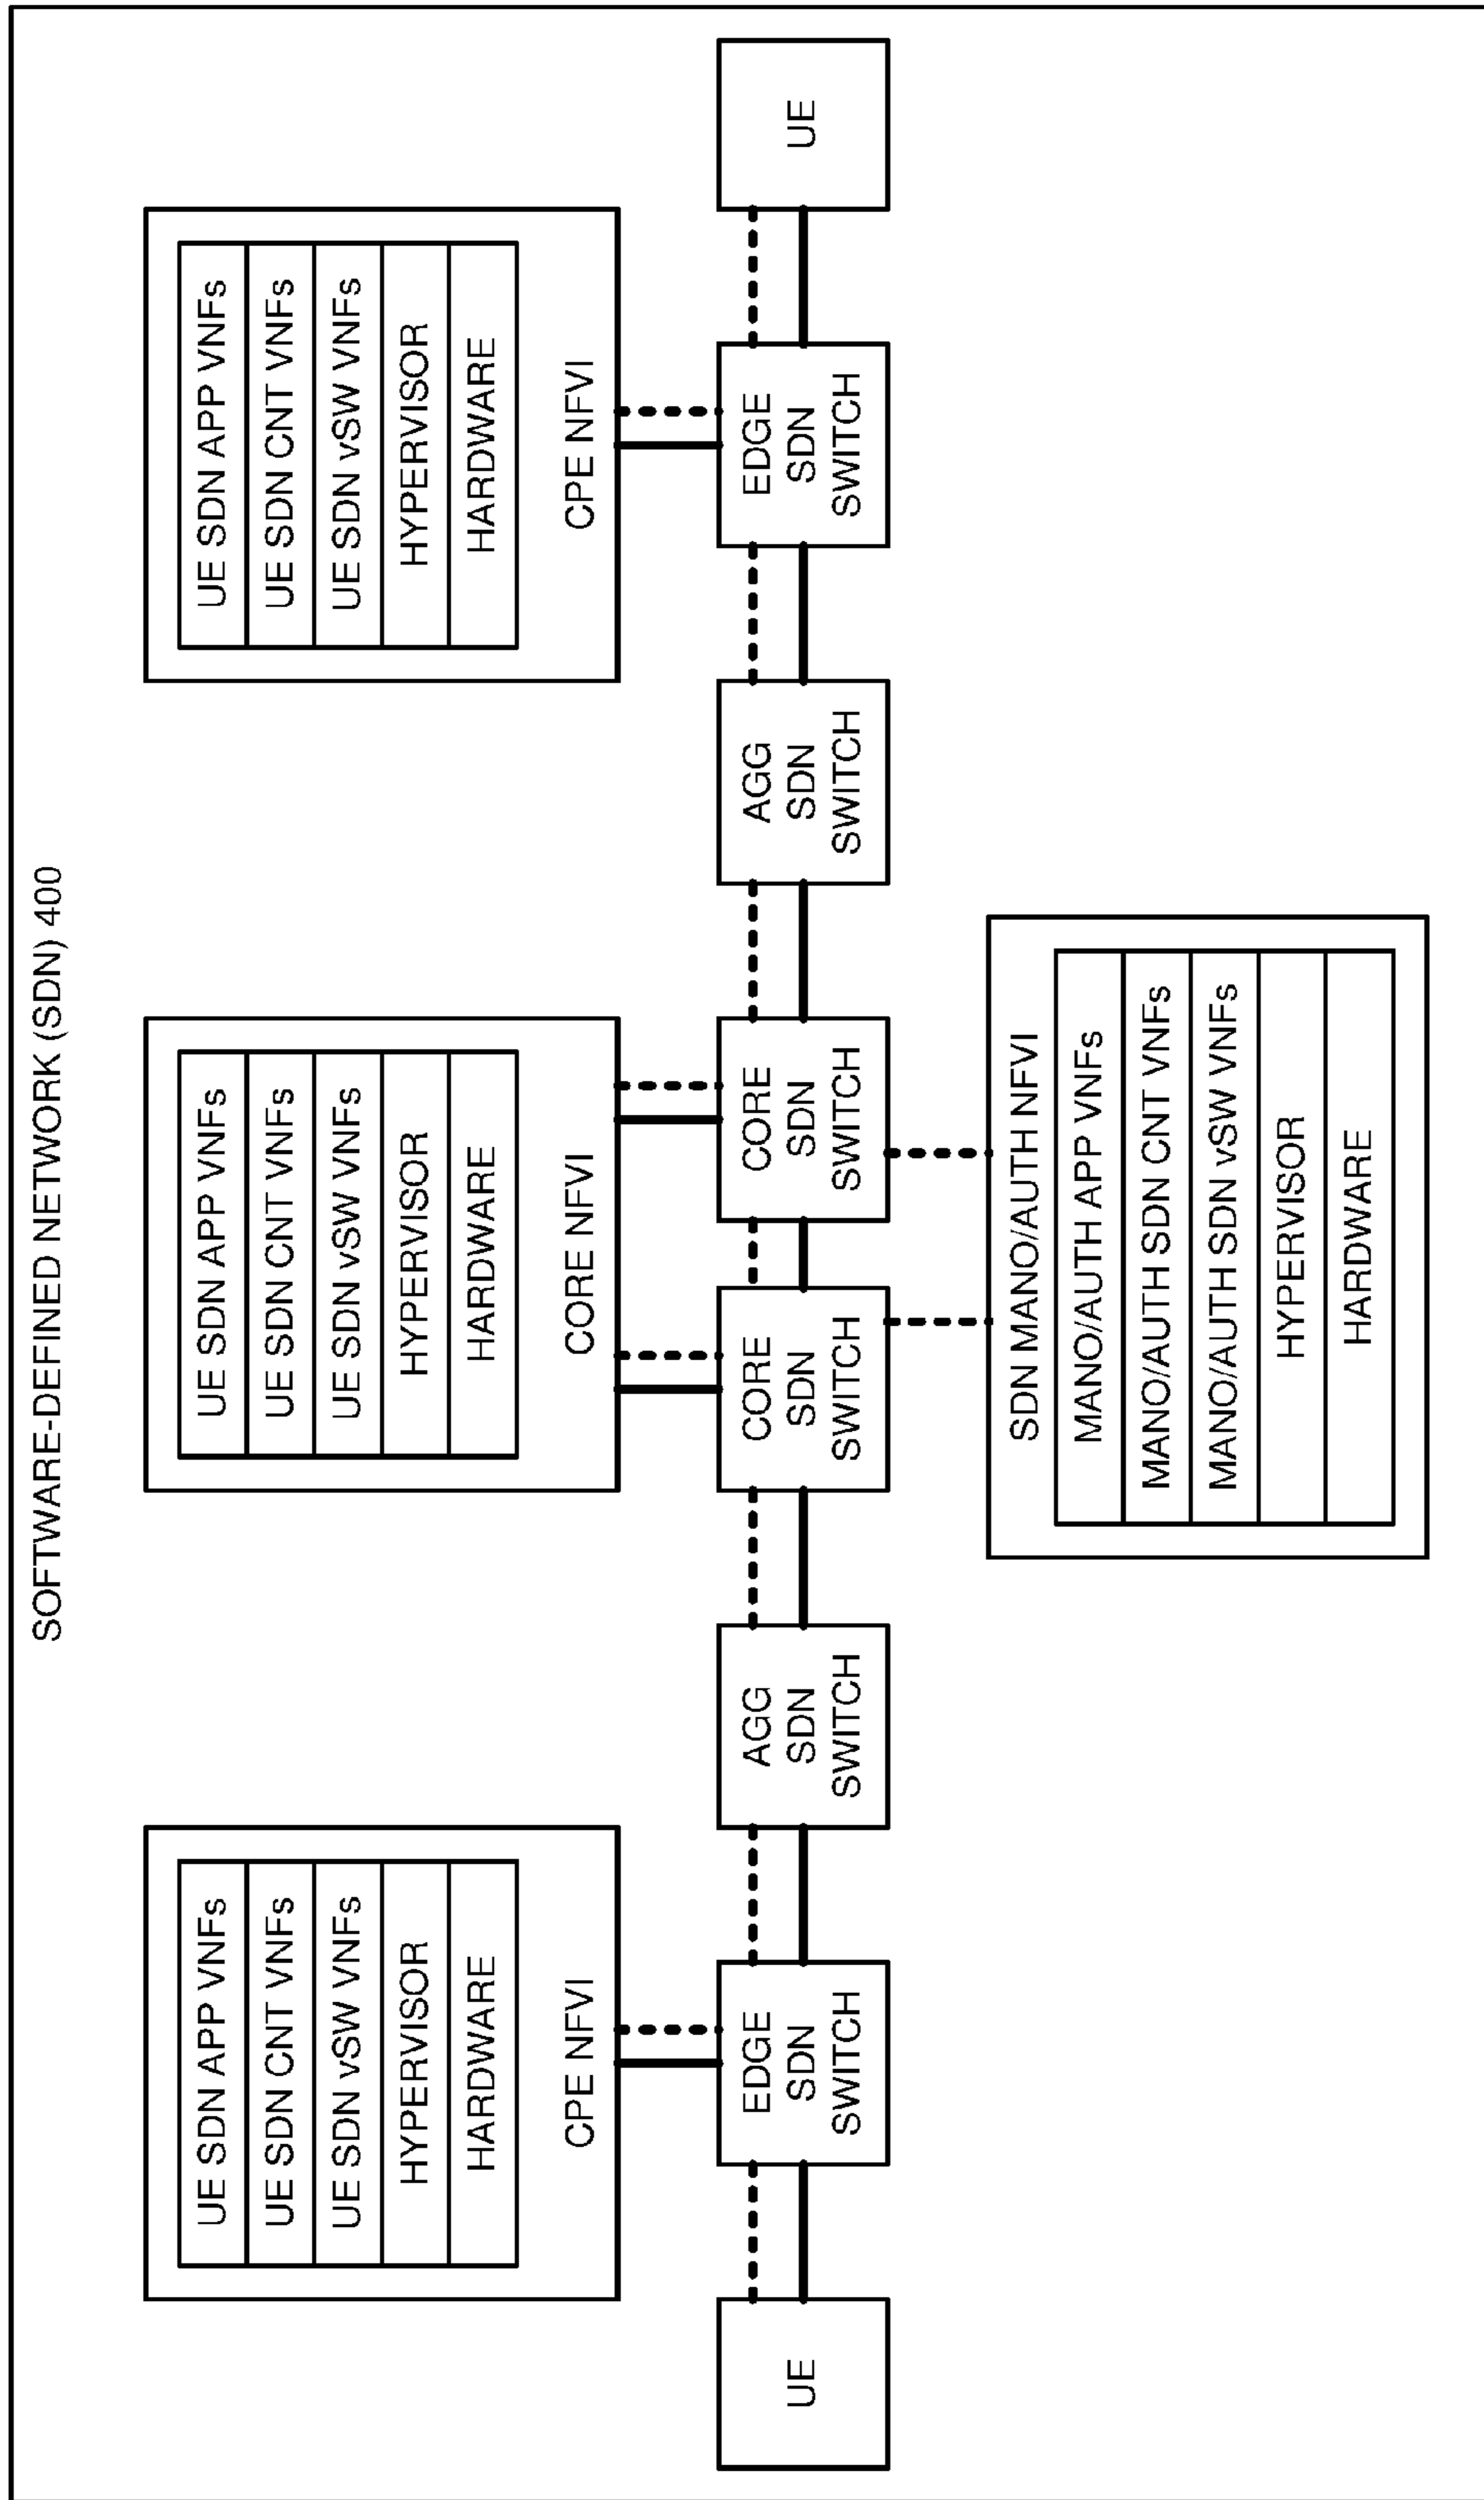 SOFTWARE-DEFINED NETWORK (SDN) 400
UE SDN APP VNFs
UE SDN CNT VNFs
UE SDN vSW VNFs
HYPERVISOR
HARDWARE
CPE NFVI
UE SDN APP VNFs
UE SDN CNT VNFs
UE SDN vSW VNFs
HYPERVISOR
HARDWARE
CORE NFVI
UE SDN APP VNFs
UE SDN CNT VNFs
UE SDN vSW VNFs
HYPERVISOR
HARDWARE
CPE NFVI
UE
EDGE
SDN
SWITCH
AGG
SDN
SWITCH
CORE
SDN
SWITCH
CORE
SDN
SWITCH
AGG
SDN
SWITCH
EDGE
SDN
SWITCH
UE
SDN MANO/AUTH NFVI
MANO/AUTH APP VNFs
MANO/AUTH SDN CNT VNFs
MANO/AUTH SDN vSW VNFs
HYPERVISOR
HARDWARE